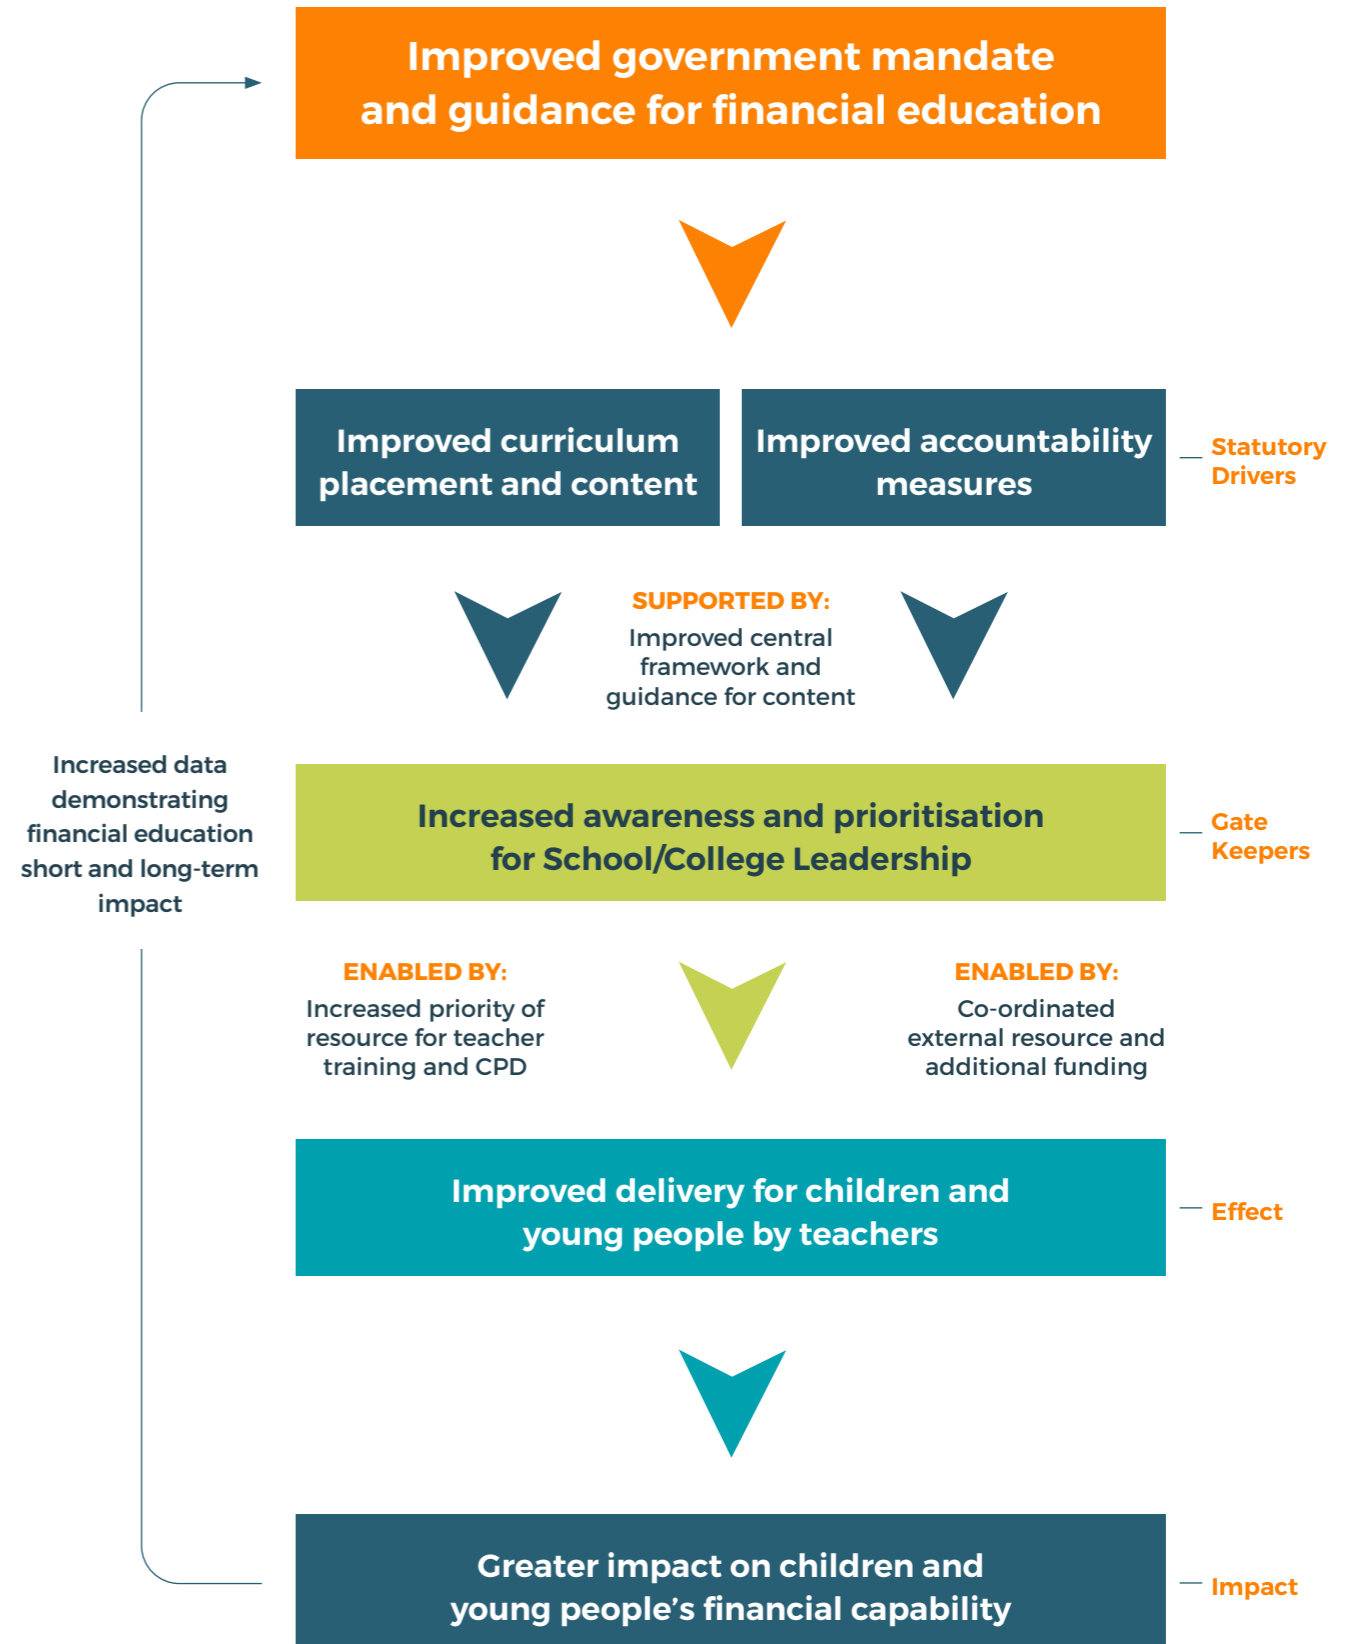 Improved government mandate
and guidance for financial education
Improved curriculum
placement and content
Improved accountability
measures
Statutory
Drivers
SUPPORTED BY:
Improved central
framework and
guidance for content
Increased data
demonstrating
financial education
short and long-term
impact
Increased awareness and prioritisation
for School/College Leadership
Gate
Keepers
ENABLED BY:
Increased priority of
resource for teacher
training and CPD
ENABLED BY:
Co-ordinated
external resource and
additional funding
Improved delivery for children and
young people by teachers
Effect
Greater impact on children and
young people’s financial capability
Impact